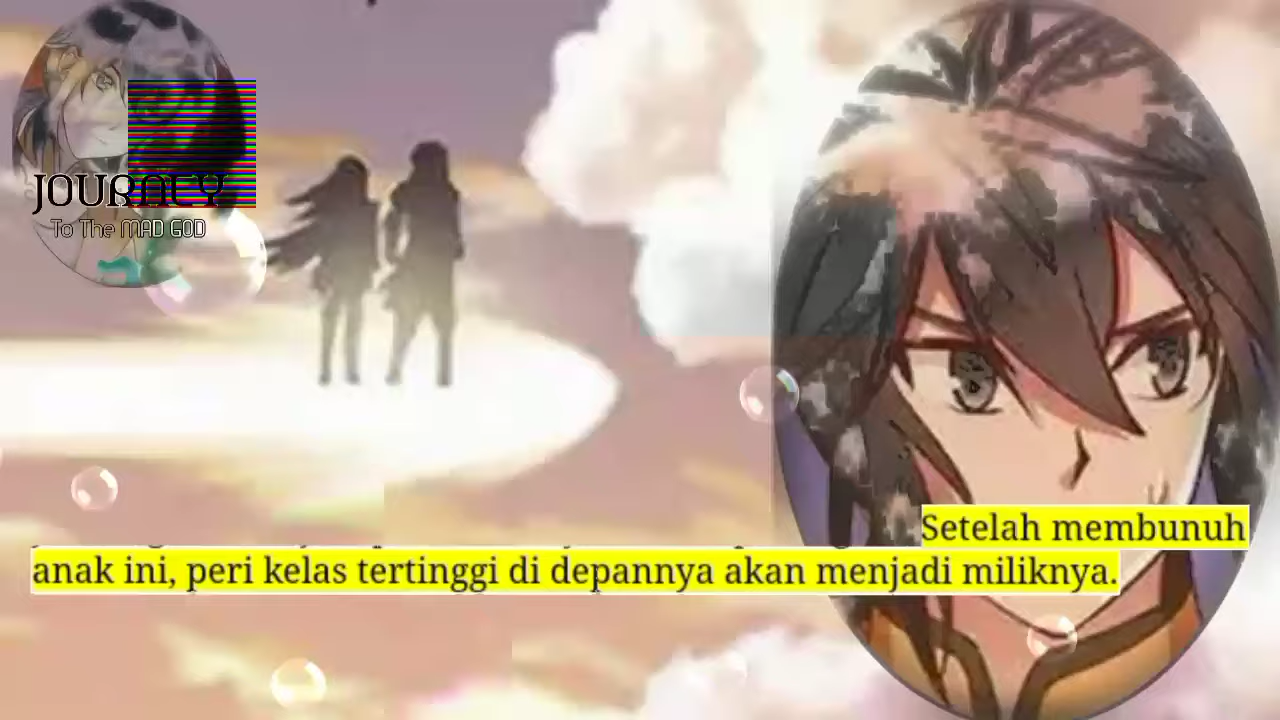 JOURNEY
To The MAD GOD
Setelah membunuh
anak ini, peri kelas tertinggi di depannya akan menjadi miliknya.